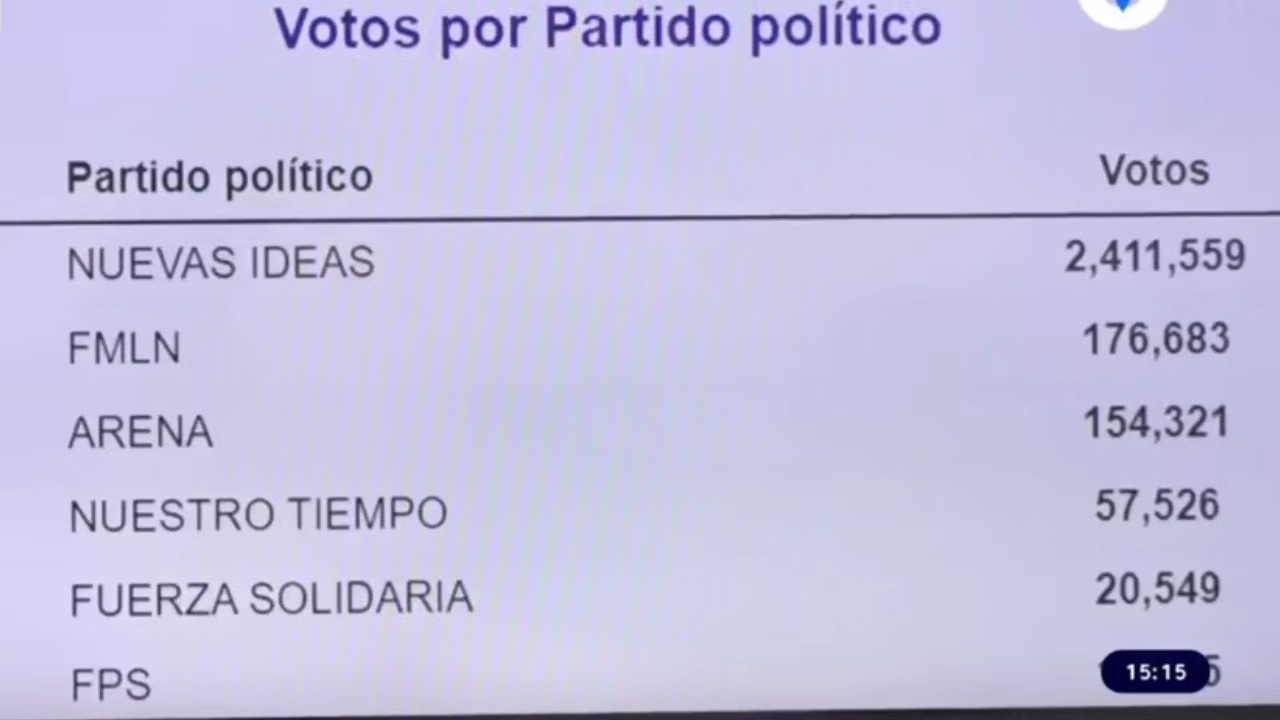 Votos por Partido político
Partido político Votos
NUEVAS IDEAS 2,411,559
FMLN 176,683
ARENA 154,321
NUESTRO TIEMPO 57,526
FUERZA SOLIDARIA 20,549
FPS
15:15